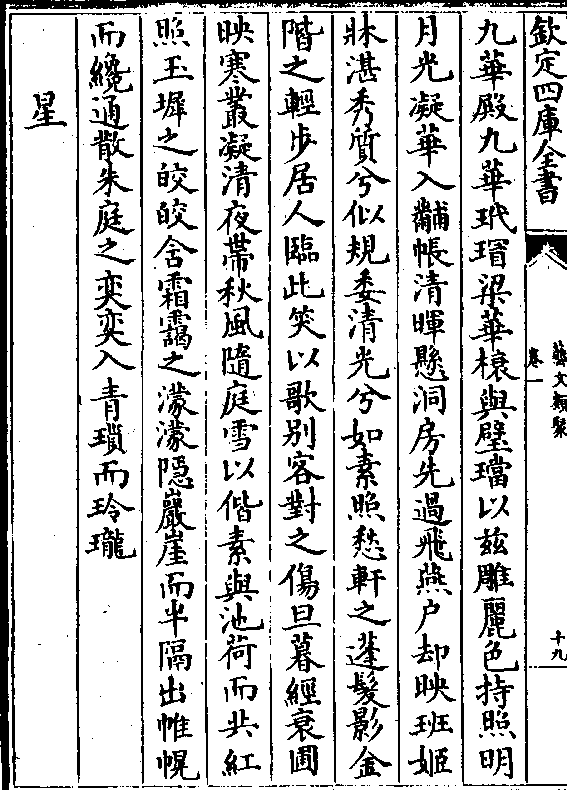 欽定四庫全書
藝文類聚
卷一
十九
九華殿九華玳瑁梁華榱與璧璫以兹雕麗色持照明
月光凝華入黼帳清暉懸洞房先過飛燕户却映班姬
牀湛秀質兮似規委清光兮如素照愁軒之蓬髮影金
階之輕步居人臨此笑以歌别客對之傷旦暮經衰圃
映寒叢凝清夜帶秋風隨庭雪以偕素與池荷而共紅
照玉墀之皎皎含霜靄之濛濛隱巖崖而半隔出帷幌
而纔通散朱庭之奕奕入青瑣而玲瓏
星